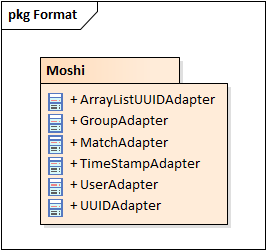 pkg Format
Moshi
+ ArrayListUUIDAdapter
+ GroupAdapter
+ MatchAdapter
+ TimeStampAdapter
+ UserAdapter
+ UUIDAdapter